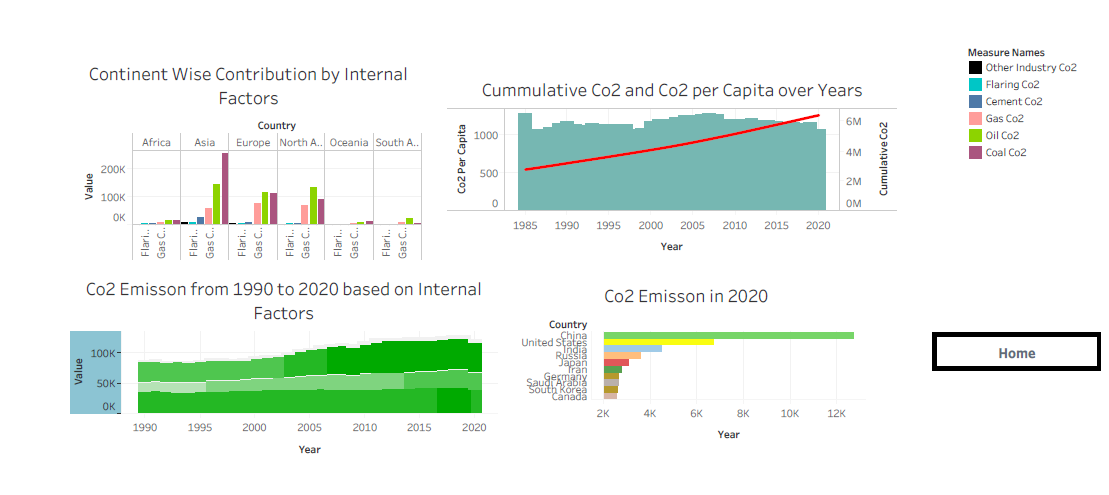 Continent Wise Contribution by Internal
Factors
Country
Africa
Asia
Europe
North A..
Oceania
South A..
Value
200K
100K
0K
Flari..
Gas C..
Flari..
Gas C..
Flari..
Gas C..
Flari..
Gas C..
Flari..
Gas C..
Flari..
Gas C..
Cummulative Co2 and Co2 per Capita over Years
Co2 Per Capita
1000
500
0
6M
4M
2M
0M
Cumulative Co2
1985
1990
1995
2000
2005
2010
2015
2020
Year
Measure Names
Other Industry Co2
Flaring Co2
Cement Co2
Gas Co2
Oil Co2
Coal Co2
Co2 Emisson from 1990 to 2020 based on Internal
Factors
Value
100K
50K
0K
1990
1995
2000
2005
2010
2015
2020
Year
Co2 Emisson in 2020
Country
China
United States
India
Russia
Japan
Iran
Germany
Saudi Arabia
South Korea
Canada
2K
4K
6K
8K
10K
12K
Year
Home